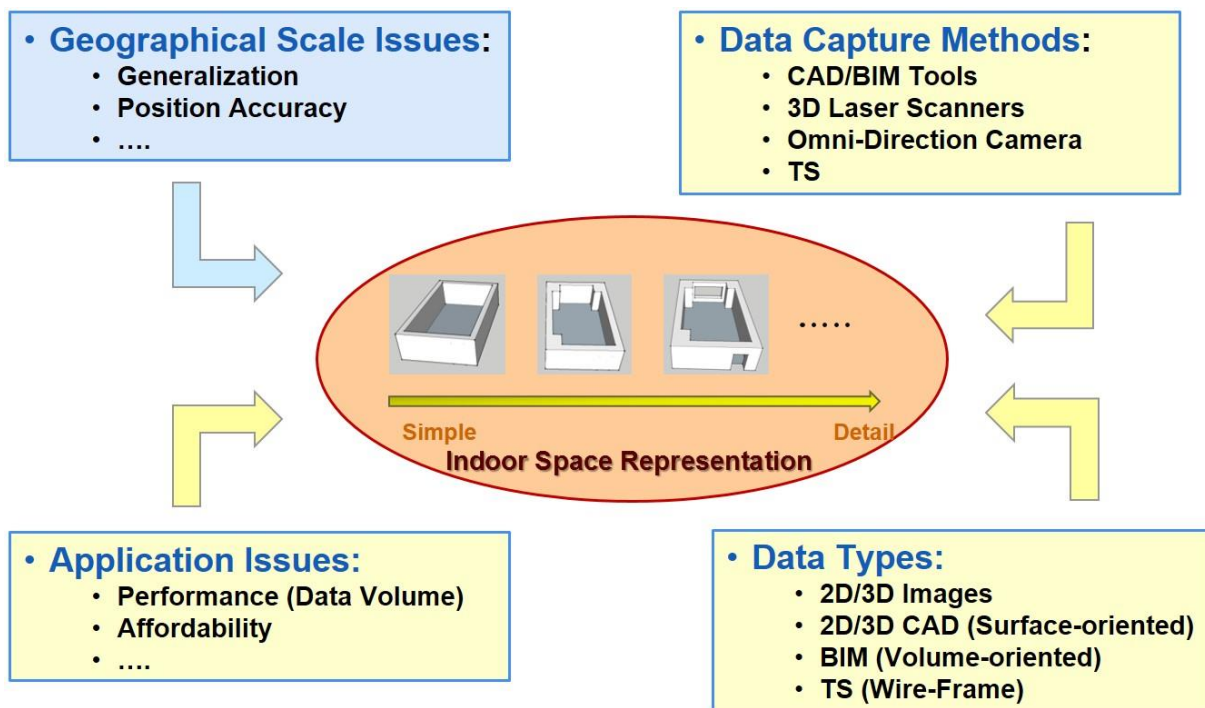 • Geographical Scale Issues:
• Generalization
• Position Accuracy
• ....
• Data Capture Methods:
• CAD/BIM Tools
• 3D Laser Scanners
• Omni-Direction Camera
• TS
.....
Simple
Detail
Indoor Space Representation
• Application Issues:
• Performance (Data Volume)
• Affordability
• ....
• Data Types:
• 2D/3D Images
• 2D/3D CAD (Surface-oriented)
• BIM (Volume-oriented)
• TS (Wire-Frame)